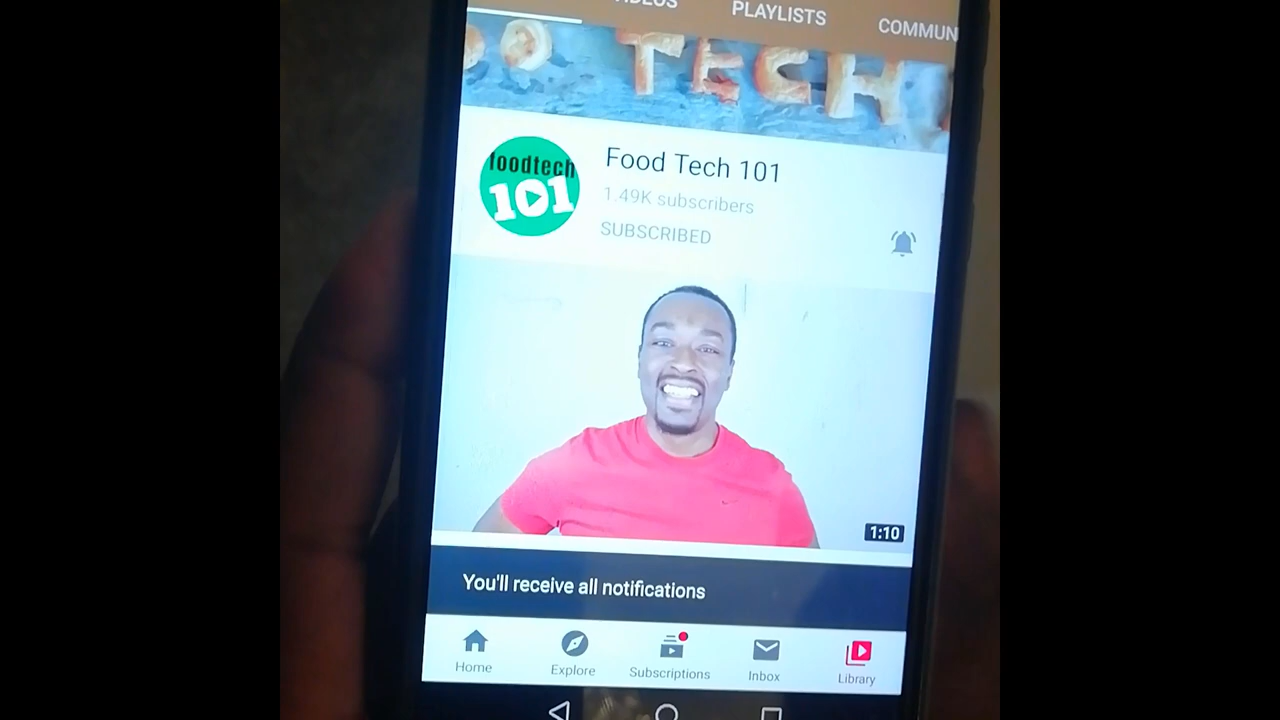 PLAYLISTS
TECH
foodtech
101
Food Tech 101
1.49K subscribers
SUBSCRIBED
1:10
You'll receive all notifications
Home
Explore
Subscriptions
Inbox
Library